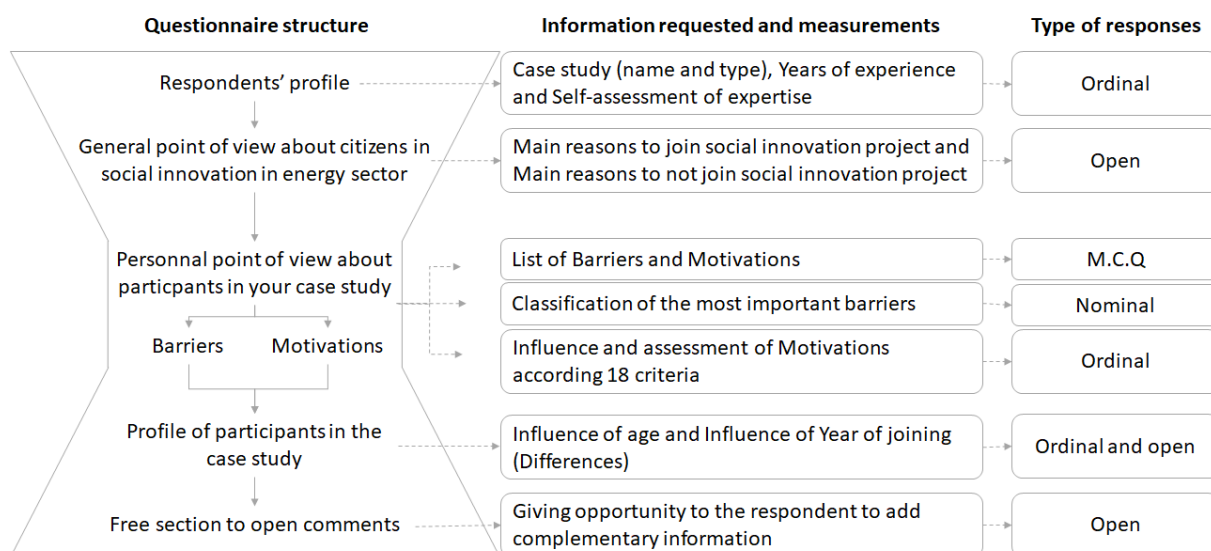 Questionnaire structure
Information requested and measurements
Type of responses
Respondents' profile
Case study (name and type), Years of experience
and Self-assessment of expertise
Ordinal
General point of view about citizens in
social innovation in energy sector
Main reasons to join social innovation project and
Main reasons to not join social innovation project
Open
Personnal point of view about
particpants in your case study
List of Barriers and Motivations
M.C.Q
Classification of the most important barriers
Nominal
Barriers
Motivations
Influence and assessment of Motivations
according 18 criteria
Ordinal
Profile of participants in the
case study
Influence of age and Influence of Year of joining
(Differences)
Ordinal and open
Free section to open comments
Giving opportunity to the respondent to add
complementary information
Open